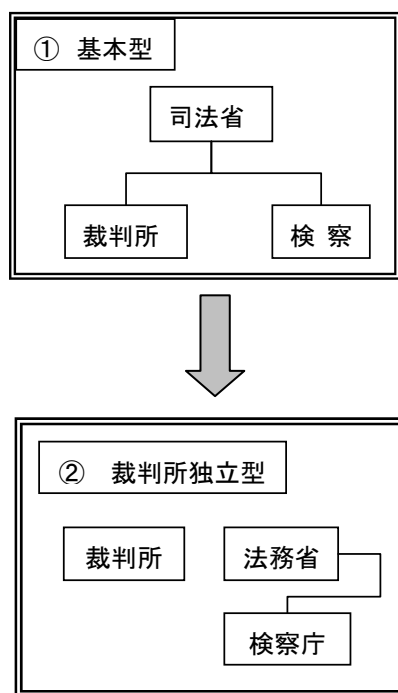 ① 基本型
司法省
裁判所
検 察
② 裁判所独立型
裁判所
法務省
検察庁